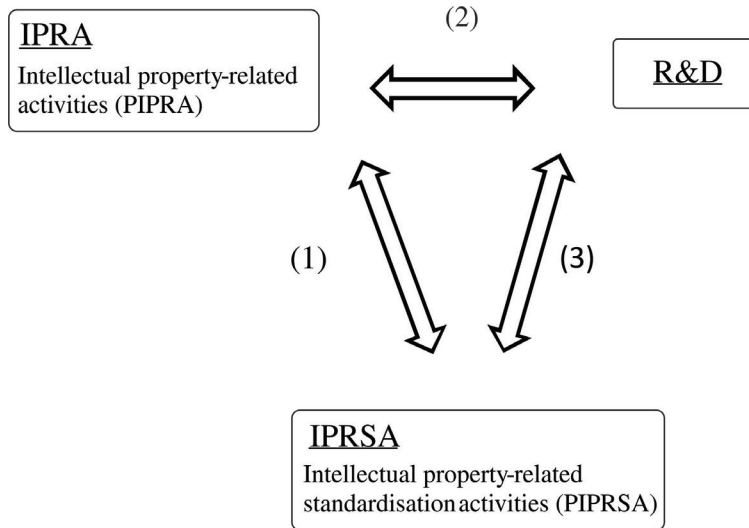 (2)
IPRA
Intellectual property-related
activities (PIPRA)
R&D
(1)
(3)
IPRSA
Intellectual property-related
standardisation activities (PIPRSA)